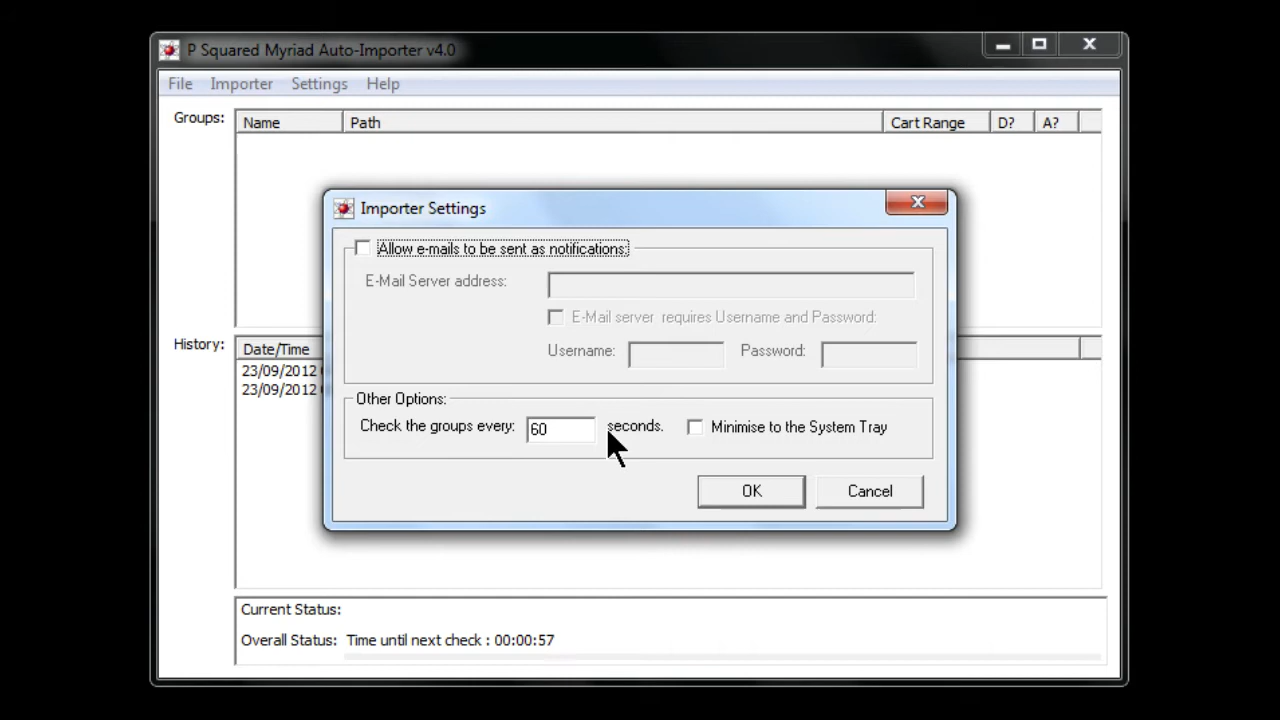 P Squared Myriad Auto-Importer v4.0
File Importer Settings Help
Groups:
Name Path Cart Range D? A?
Importer Settings
Allow e-mails to be sent as notifications:
E-Mail Server address:
E-Mail server requires Username and Password:
Username: Password:
History:
Date/Time
23/09/2012
23/09/2012
Other Options:
Check the groups every: 60 seconds. Minimise to the System Tray
OK Cancel
Current Status:
Overall Status: Time until next check : 00:00:57